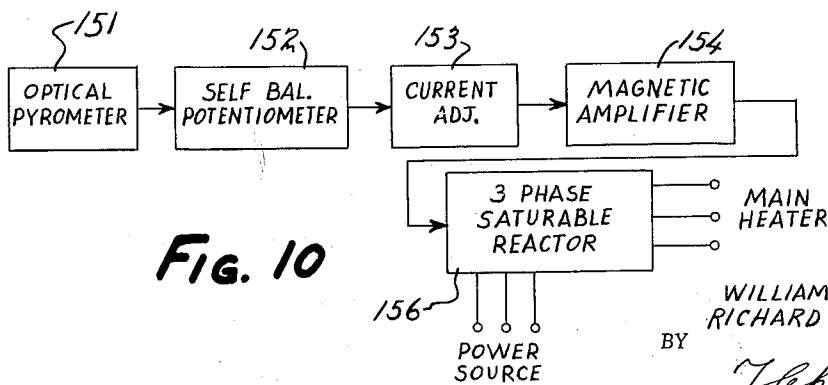 151
152
153
154
OPTICAL
PYROMETER
SELF BAL.
POTENTIOMETER
CURRENT
ADJ.
MAGNETIC
AMPLIFIER
3 PHASE
SATURABLE
REACTOR
MAIN
HEATER
FIG. 10
156
POWER
SOURCE
WILLIAM
RICHARD
BY